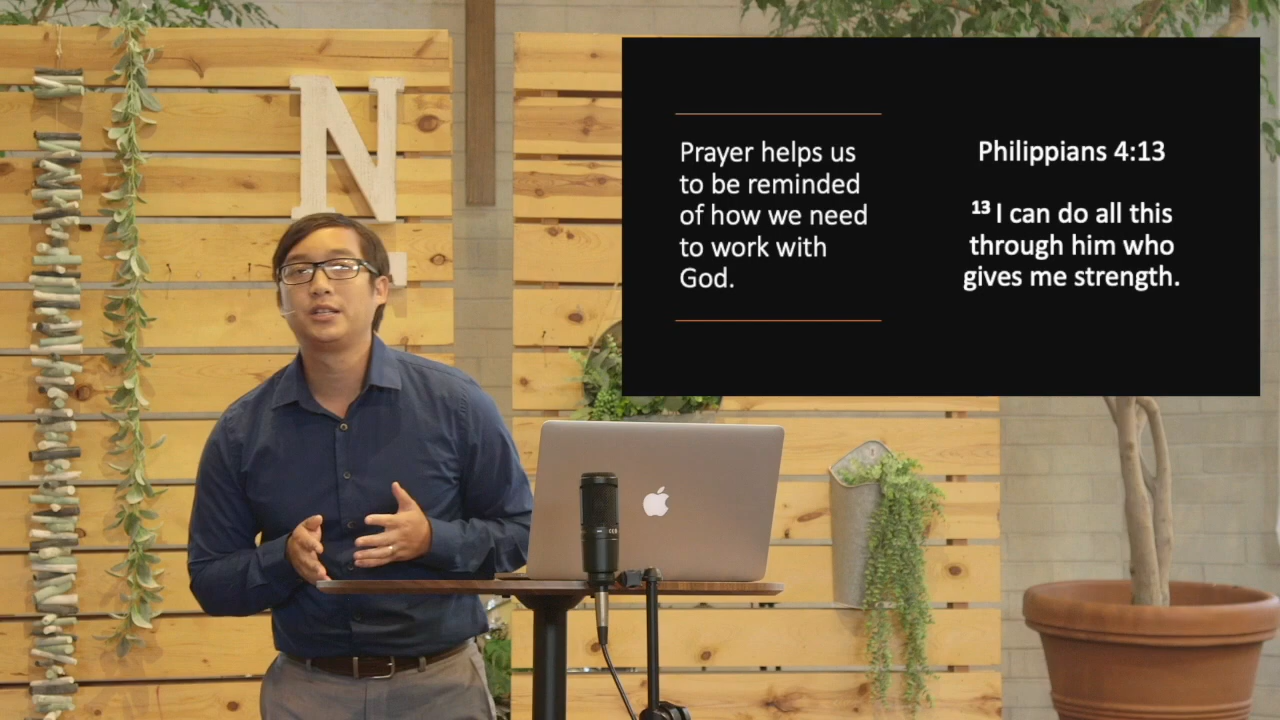 N
Prayer helps us
to be reminded
of how we need
to work with
God.
Philippians 4:13
13 I can do all this
through him who
gives me strength.